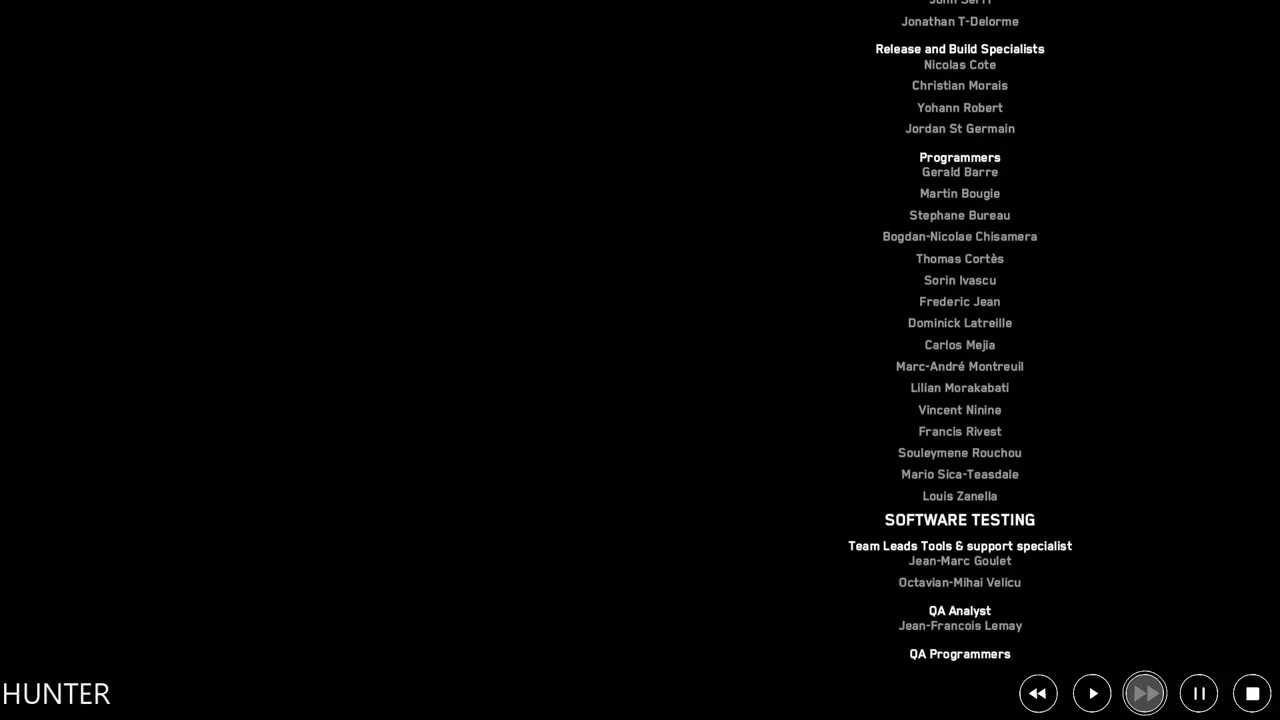 Jonathan T-Delorme
Release and Build Specialists
Nicolas Cote
Christian Morais
Yohann Robert
Jordan St Germain
Programmers
Gerald Barre
Martin Bougie
Stephane Bureau
Bogdan-Nicolae Chisamera
Thomas Cortès
Sorin Ivascu
Frederic Jean
Dominick Latreille
Carlos Mejia
Marc-André Montreuil
Lilian Morakabati
Vincent Ninine
Francis Rivest
Souleymene Rouchou
Mario Sica-Teasdale
Louis Zanella
SOFTWARE TESTING
Team Leads Tools & support specialist
Jean-Marc Goulet
Octavian-Mihai Velicu
QA Analyst
Jean-Francois Lemay
QA Programmers
HUNTER